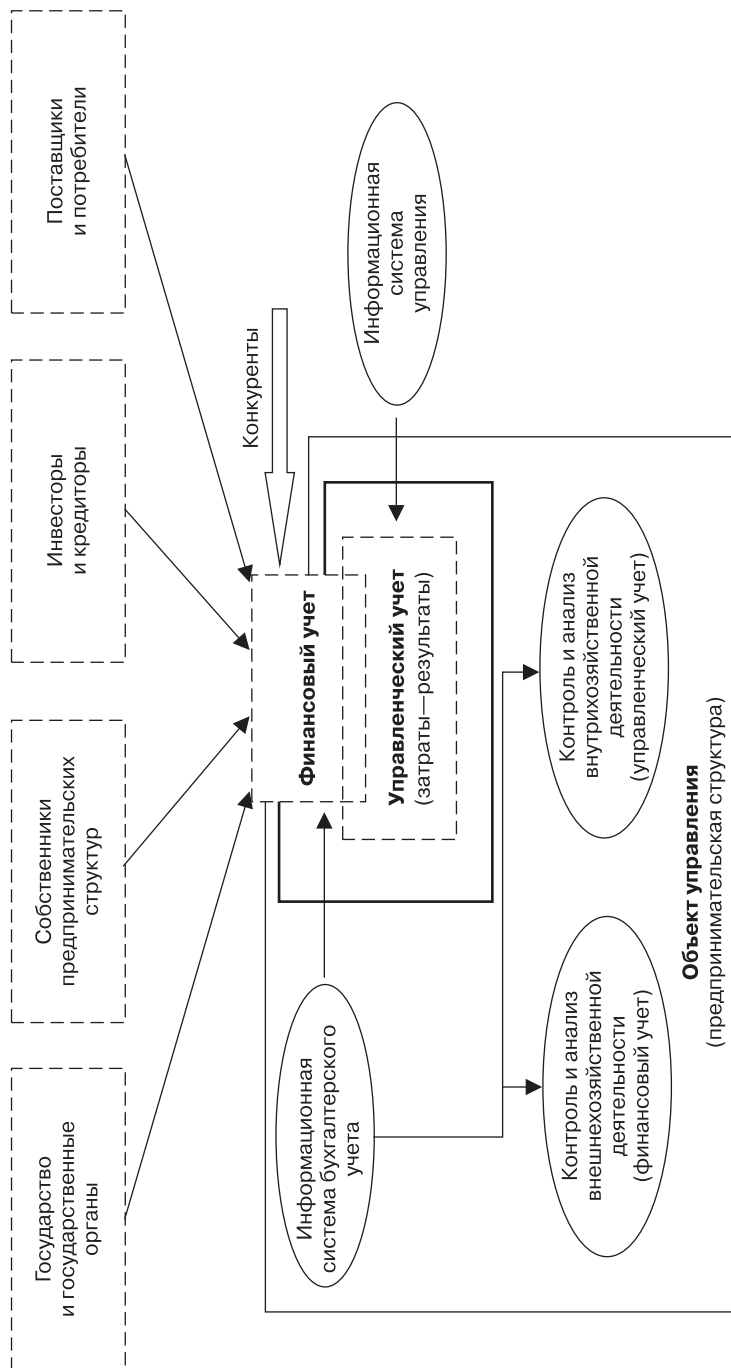 Государство
и государственные
органы
Собственники
предпринимательских
структур
Инвесторы
и кредиторы
Поставщики
и потребители
Конкуренты
Финансовый учет
Управленческий учет
(затраты—результаты)
Информационная
система бухгалтерского
учета
Информационная
система
управления
Контроль и анализ
внешнехозяйственной
деятельности
(финансовый учет)
Контроль и анализ
внутрихозяйственной
деятельности
(управленческий учет)
Объект управления
(предпринимательская структура)